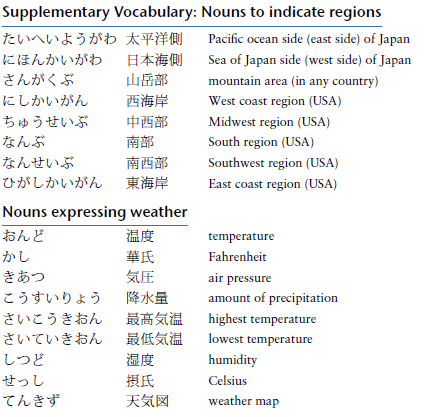 Supplementary Vocabulary: Nouns to indicate regions
たいへいようがわ 太平洋側 Pacific ocean side (east side) of Japan
にほんかいがわ 日本海側 Sea of Japan side (west side) of Japan
さんがくぶ 山岳部 mountain area (in any country)
にしかいがん 西海岸 West coast region (USA)
ちゅうせいぶ 中西部 Midwest region (USA)
なんぶ 南部 South region (USA)
なんせいぶ 南西部 Southwest region (USA)
ひがしかいがん 東海岸 East coast region (USA)
Nouns expressing weather
おんど 温度 temperature
かし 華氏 Fahrenheit
きあつ 気圧 air pressure
こうすいりょう 降水量 amount of precipitation
さいこうきおん 最高気温 highest temperature
さいていきおん 最低気温 lowest temperature
しつど 湿度 humidity
せっし 摂氏 Celsius
てんきず 天気図 weather map